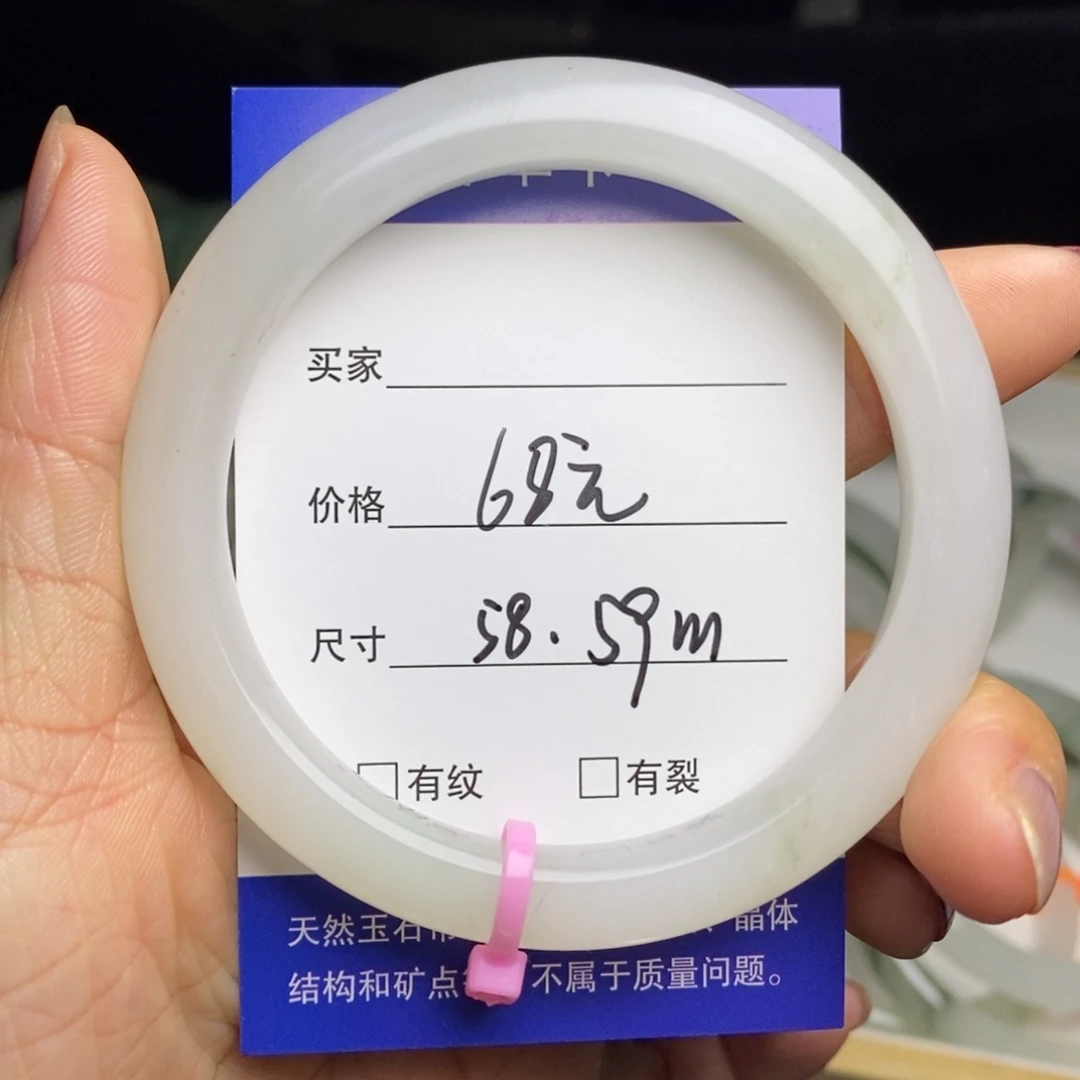 买家
价格 68元
尺寸 58.59m
有纹 有裂
天然玉石 晶体
结构和矿点 不属于质量问题。